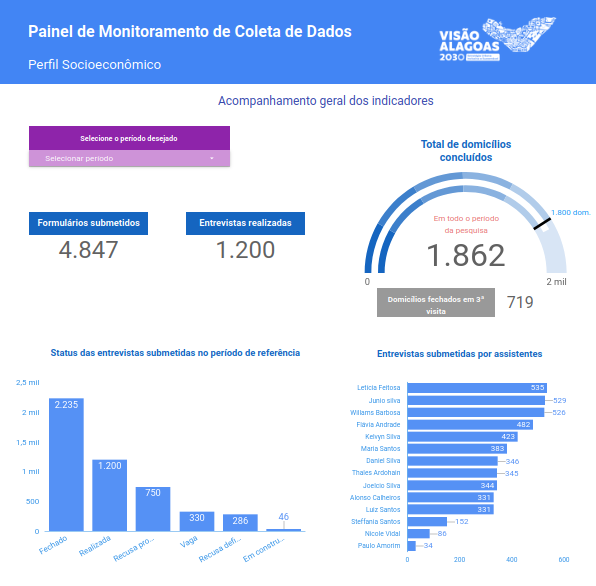 Painel de Monitoramento de Coleta de Dados
Perfil Socioeconômico
VISÃO
ALAGOAS
2030
Acompanhamento geral dos indicadores
Selecione o período desejado
Selecionar período
Formulários submetidos
4.847
Entrevistas realizadas
1.200
Total de domicílios
concluídos
1.800 dom.
Em todo o período
da pesquisa
1.862
0
2 mil
Domicílios fechados em 3ª
visita
719
Status das entrevistas submetidas no período de referência
2,5 mil
2 mil
1,5 mil
1 mil
500
0
2.235
1.200
750
330
286
46
Fechado
Realizada
Recusa pro...
Vaga
Recusa defi...
Em constru...
Entrevistas submetidas por assistentes
Letícia Feitosa 535
Junio silva 529
Willams Barbosa 526
Flávia Andrade 482
Kelvyn Silva 423
Maria Santos 383
Daniel Silva 346
Thaíes Ardohain 345
Joelcio Silva 344
Alonso Calheiros 331
Luiz Santos 331
Steffania Santos 152
Nicole Vidal 86
Paulo Amorim 34
0 200 400 600